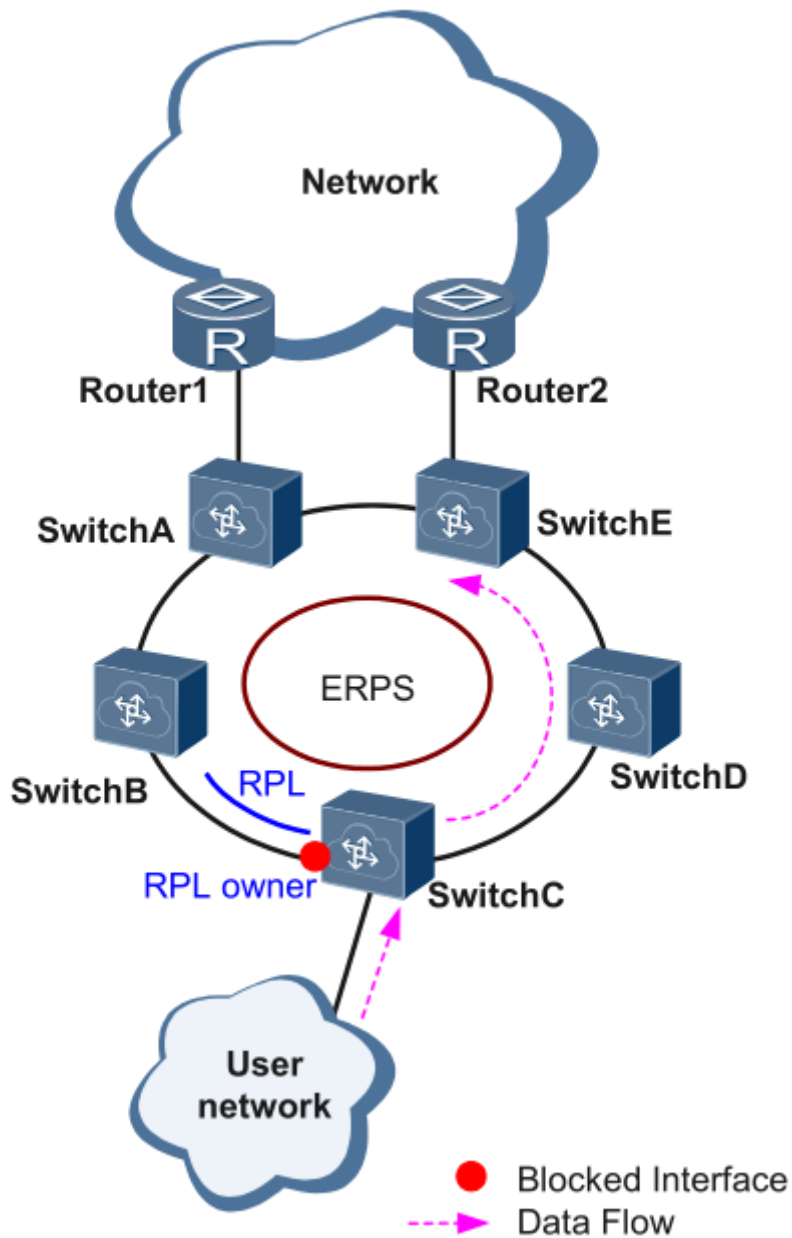 Network
R
R
Router1
Router2
SwitchA
SwitchE
ERPS
SwitchB
RPL
SwitchD
RPL owner
SwitchC
User
network
Blocked Interface
Data Flow